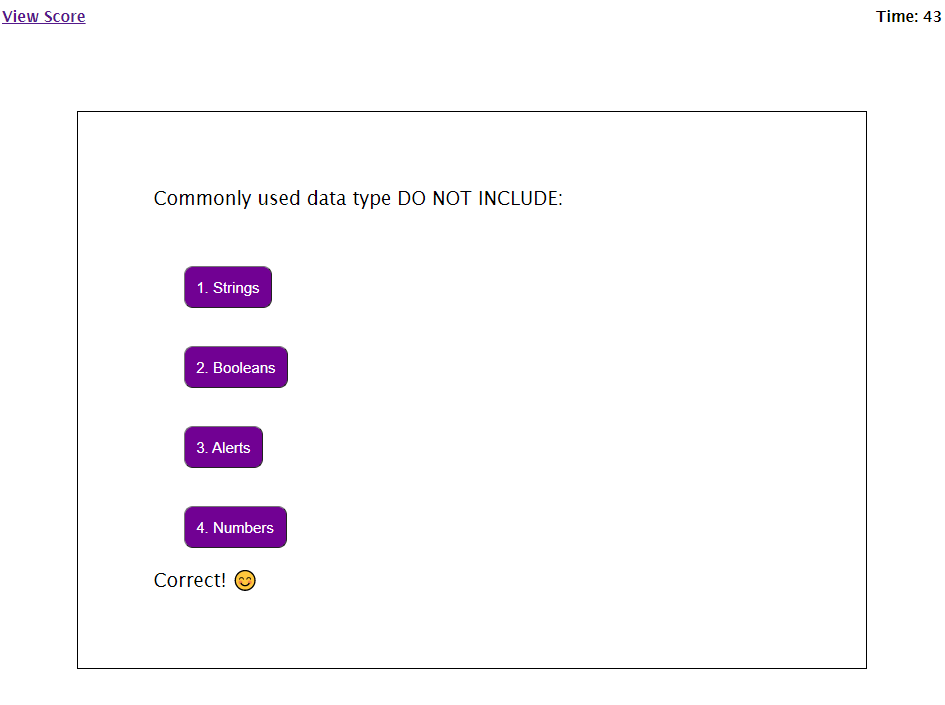 View Score
Time: 43
Commonly used data type DO NOT INCLUDE:
1. Strings
2. Booleans
3. Alerts
4. Numbers
Correct! 😊